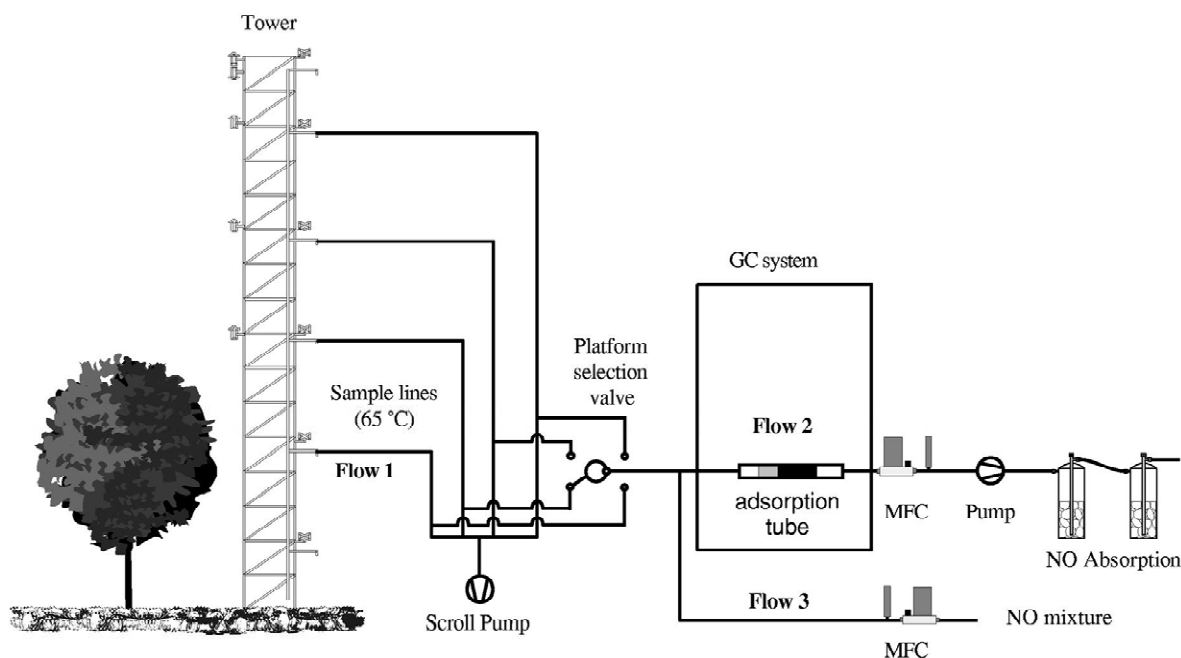 Tower
GC system
Platform
selection
valve
Sample lines
(65 °C)
Flow 1
Flow 2
adsorption
tube
MFC
Pump
NO Absorption
Scroll Pump
Flow 3
NO mixture
MFC